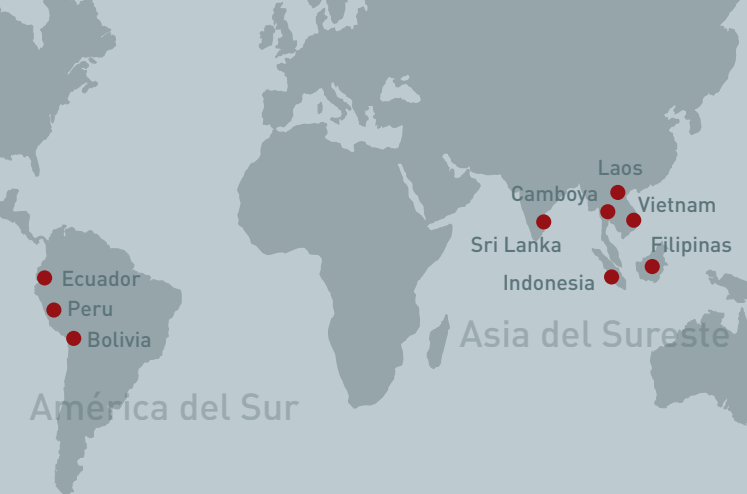 Laos
Camboya
Vietnam
Sri Lanka
Filipinas
Ecuador
Indonesia
Peru
Bolivia
Asia del Sureste
América del Sur